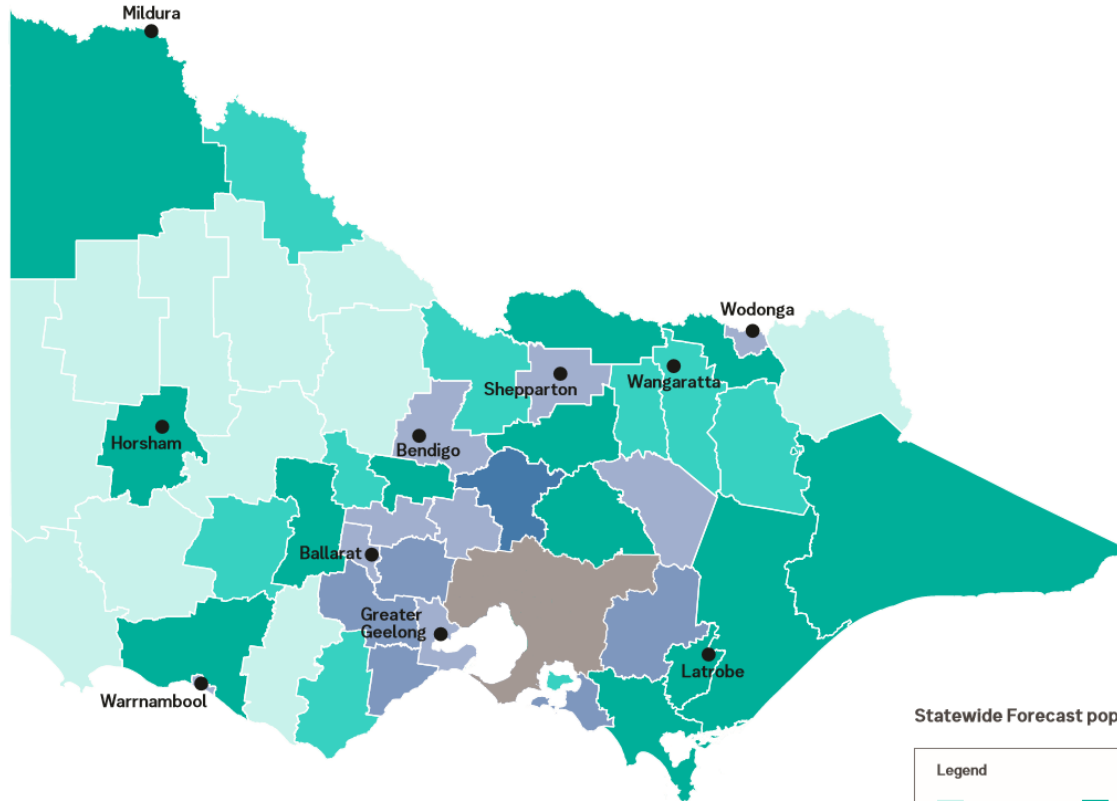 Mildura
Wodonga
Shepparton
Wangaratta
Horsham
Bendigo
Ballarat
Greater
Geelong
Latrobe
Warrnambool
Statewide Forecast pop
Legend